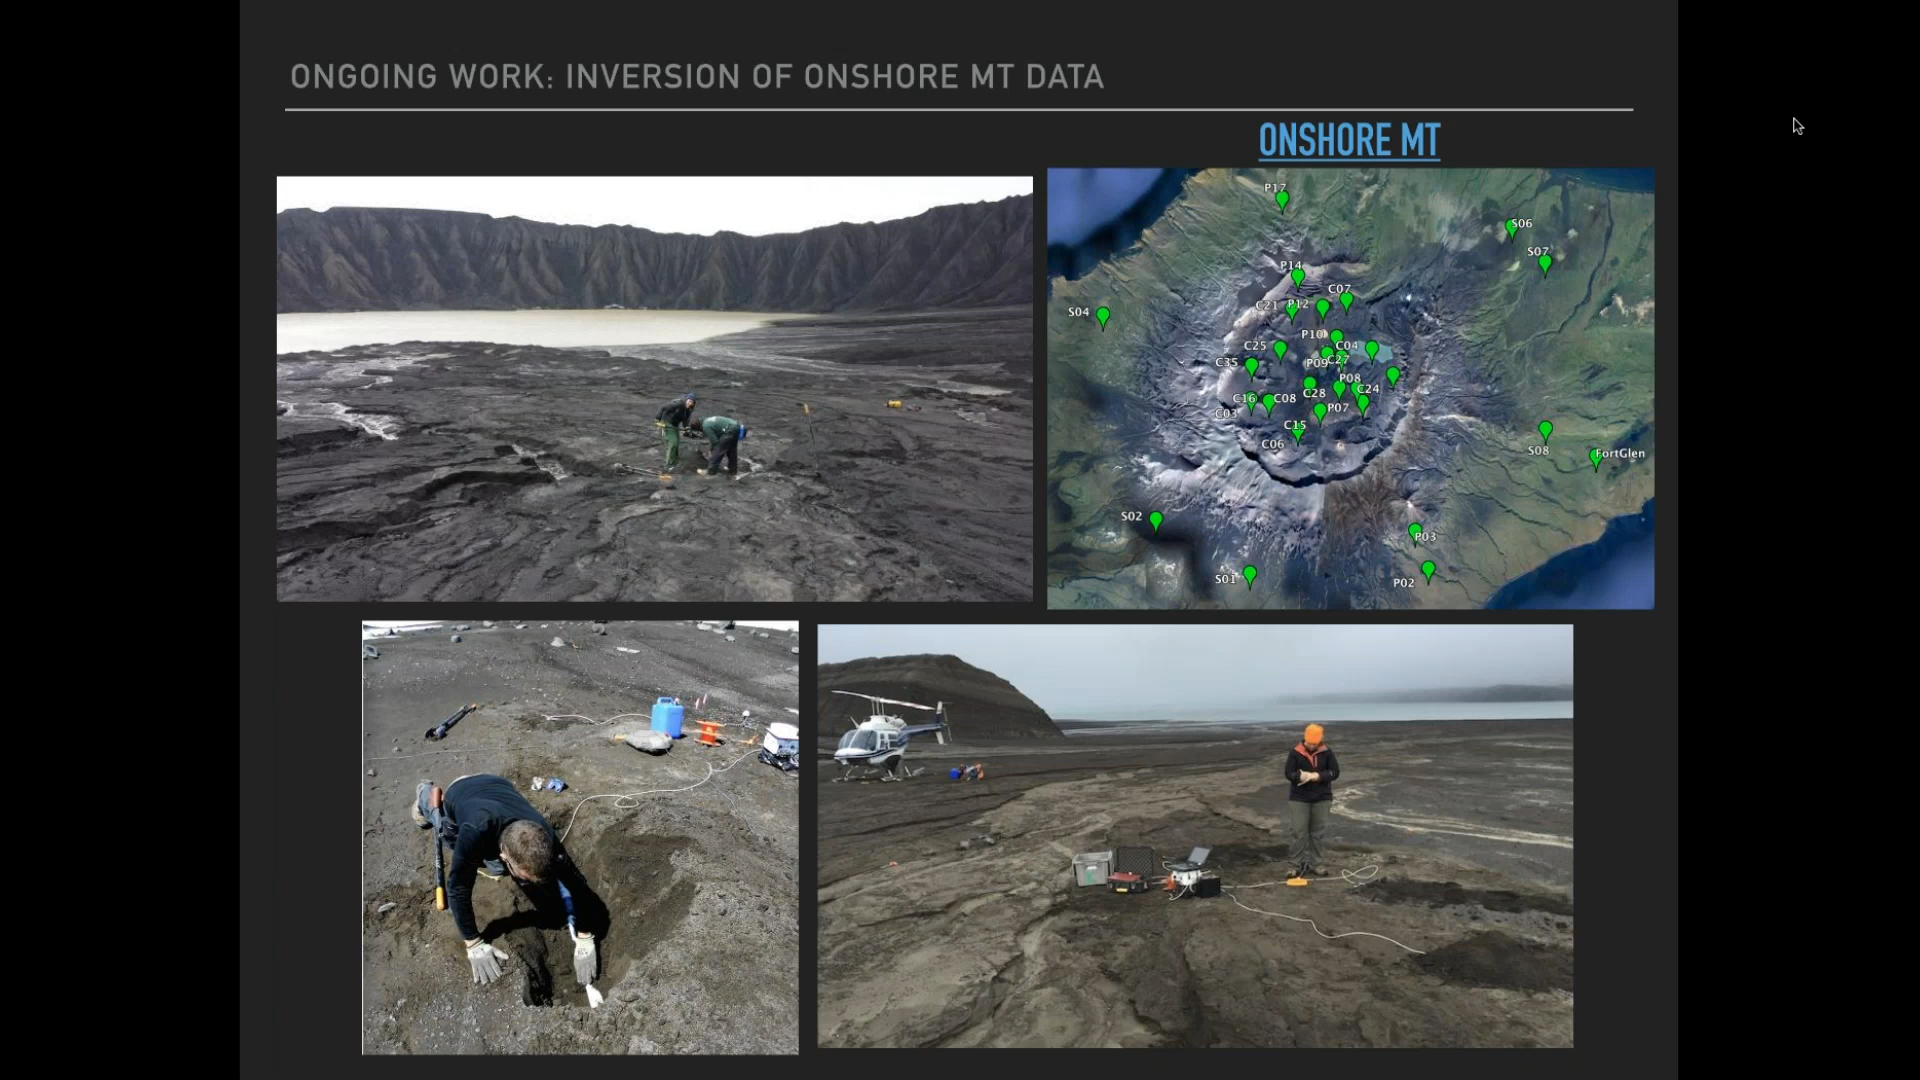 ONGOING WORK: INVERSION OF ONSHORE MT DATA
ONSHORE MT
P17
S06
S07
P14
C07
S04
C21 P12
P10
C25 C04
C35 P09 C27
P08
C24
C16 C08 C28
C03 P07
C15
C06
S08
FortGlen
S02
P03
S01
P02